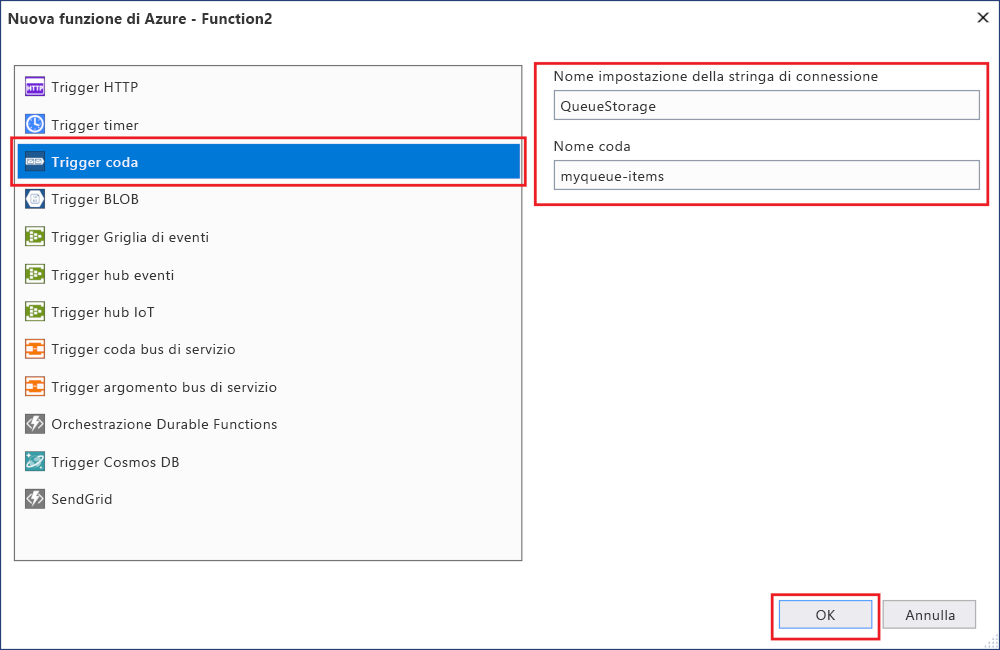 Nuova funzione di Azure - Function2
HTTP Trigger HTTP
Trigger timer
Trigger coda
Trigger BLOB
Trigger Griglia di eventi
Trigger hub eventi
Trigger hub IoT
Trigger coda bus di servizio
Trigger argomento bus di servizio
Orchestrazione Durable Functions
Trigger Cosmos DB
SendGrid
Nome impostazione della stringa di connessione
QueueStorage
Nome coda
myqueue-items
OK
Annulla